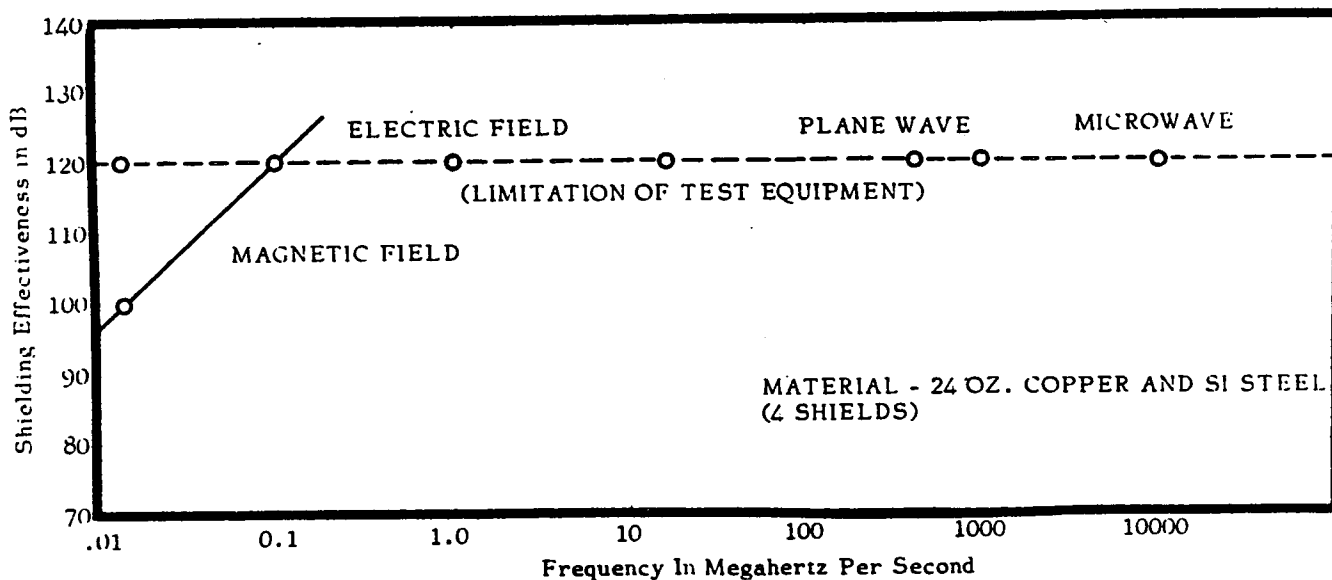 140
130
120
110
100
90
80
70
Shielding Effectiveness in dB
ELECTRIC FIELD
PLANE WAVE
MICROWAVE
(LIMITATION OF TEST EQUIPMENT)
MAGNETIC FIELD
MATERIAL - 24 OZ. COPPER AND SI STEEL
(4 SHIELDS)
.01
0.1
1.0
10
100
1000
10000
Frequency In Megahertz Per Second